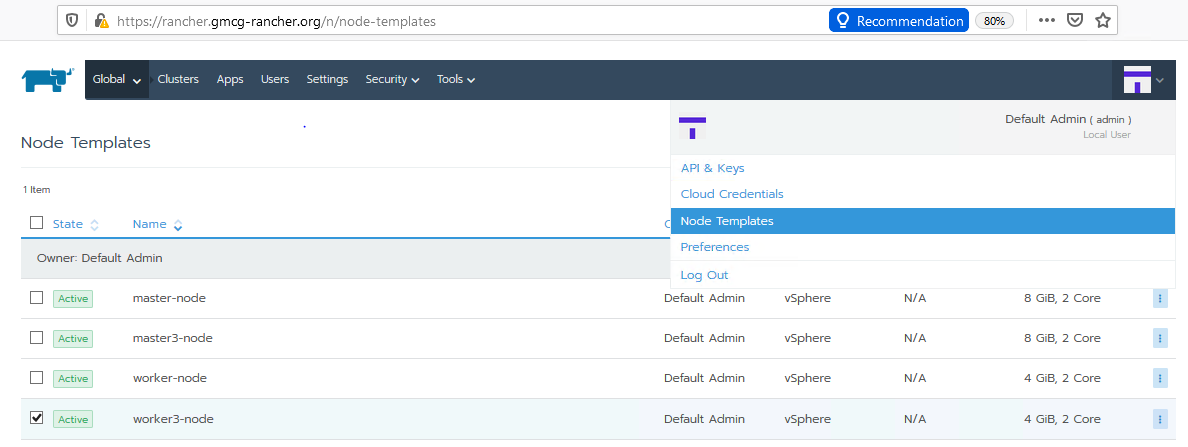 https://rancher.gmcg-rancher.org/n/node-templates Recommendation 80%
Global Clusters Apps Users Settings Security Tools
Default Admin ( admin )
Local User
Node Templates
API & Keys
1 Item
Cloud Credentials
State Name
Node Templates
Preferences
Owner: Default Admin
Log Out
Active master-node Default Admin vSphere N/A 8 GiB, 2 Core
Active master3-node Default Admin vSphere N/A 8 GiB, 2 Core
Active worker-node Default Admin vSphere N/A 4 GiB, 2 Core
Active worker3-node Default Admin vSphere N/A 4 GiB, 2 Core